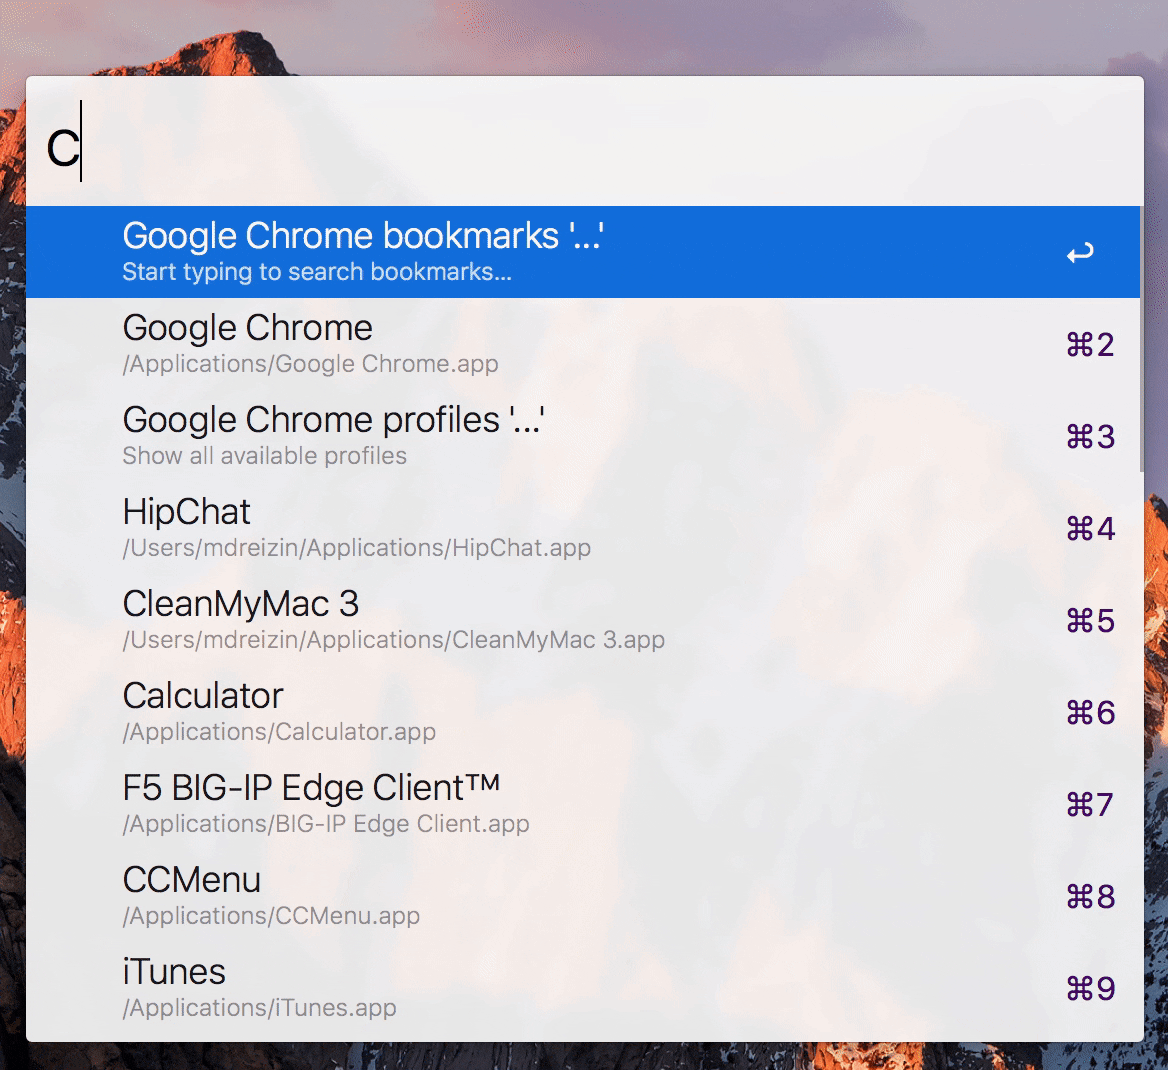 C
Google Chrome bookmarks '...'
Start typing to search bookmarks...
Google Chrome
/Applications/Google Chrome.app
⌘2
Google Chrome profiles '...'
Show all available profiles
⌘3
HipChat
/Users/mdreizin/Applications/HipChat.app
⌘4
CleanMyMac 3
/Users/mdreizin/Applications/CleanMyMac 3.app
⌘5
Calculator
/Applications/Calculator.app
⌘6
F5 BIG-IP Edge Client™
/Applications/BIG-IP Edge Client.app
⌘7
CCMenu
/Applications/CCMenu.app
⌘8
iTunes
/Applications/iTunes.app
⌘9